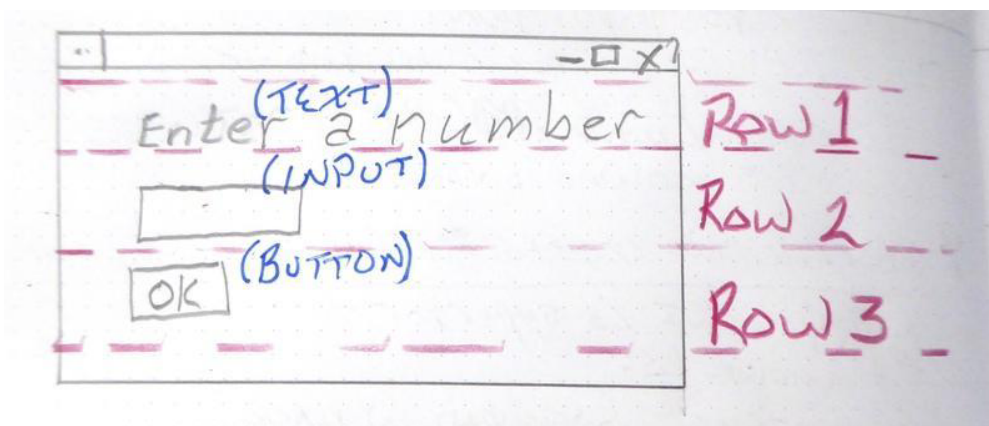 (TEXT)
Enter a number Row 1
(INPUT)
Row 2
(BUTTON)
OK
Row 3